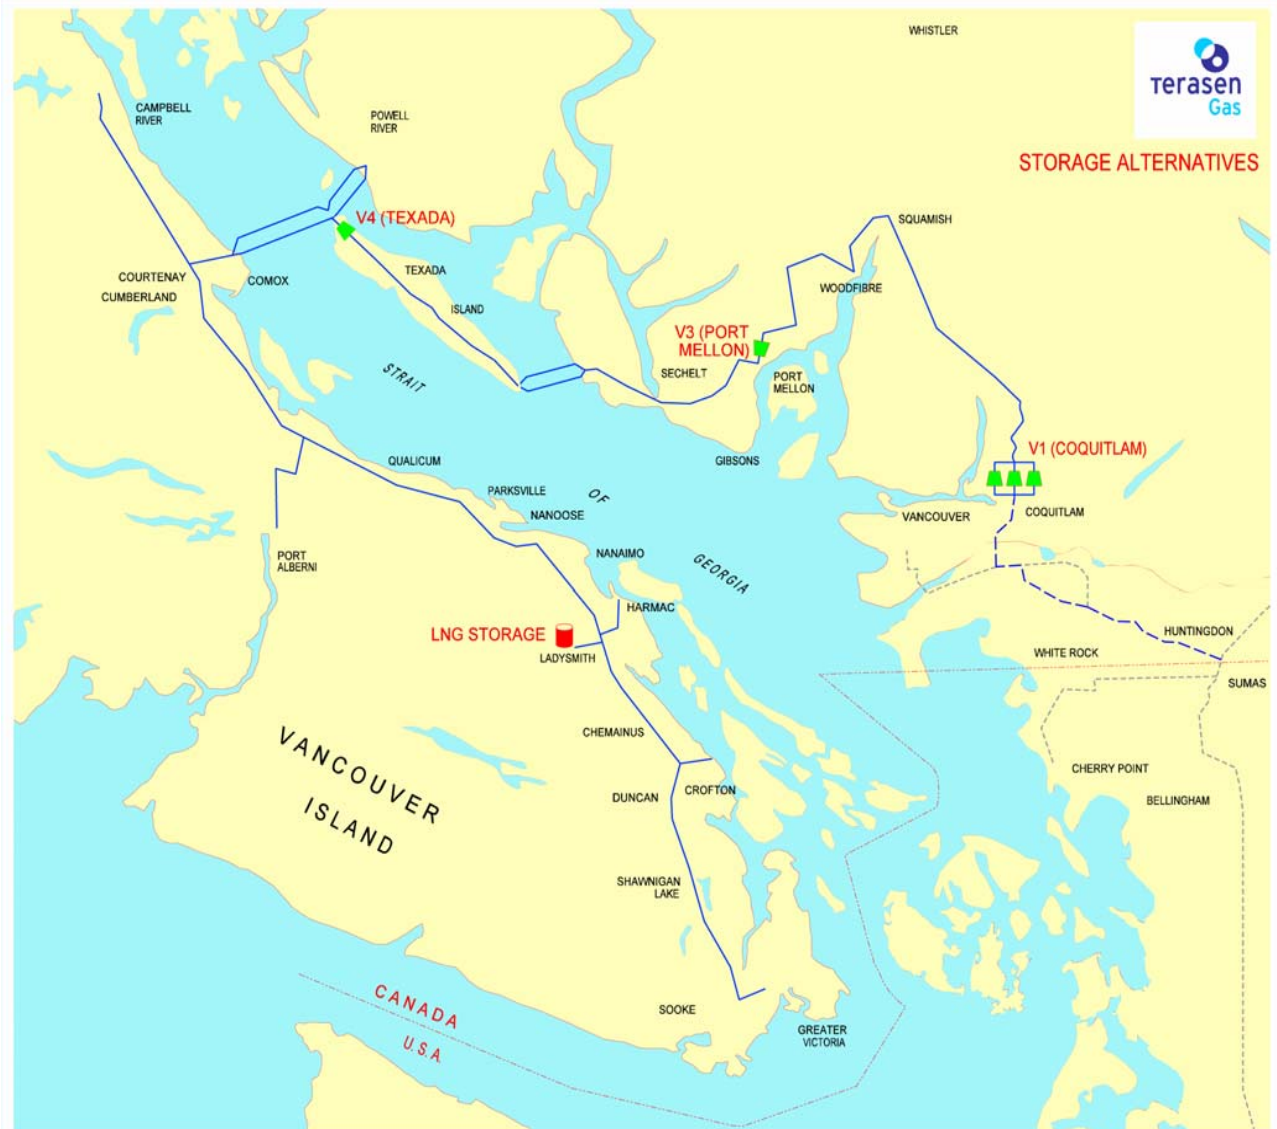 WHISTLER
Terasen
Gas
STORAGE ALTERNATIVES
CAMPBELL
RIVER
POWELL
RIVER
V4 (TEXADA)
SQUAMISH
COURTENAY
CUMBERLAND
COMOX
TEXADA
ISLAND
WOODFIBRE
V3 (PORT
MELLON)
SECHELT
PORT
MELLON
STRAIT
OF
GEORGIA
V1 (COQUITLAM)
QUALICUM
GIBSONS
PARKSVILLE
NANOOSE
VANCOUVER
COQUITLAM
PORT
ALBERNI
NANAIMO
HARMAC
LNG STORAGE
LADYSMITH
HUNTINGDON
WHITE ROCK
SUMAS
VANCOUVER
ISLAND
CHEMAINUS
DUNCAN
CROFTON
CHERRY POINT
BELLINGHAM
SHAWNIGAN
LAKE
CANADA
U.S.A.
SOOKE
GREATER
VICTORIA